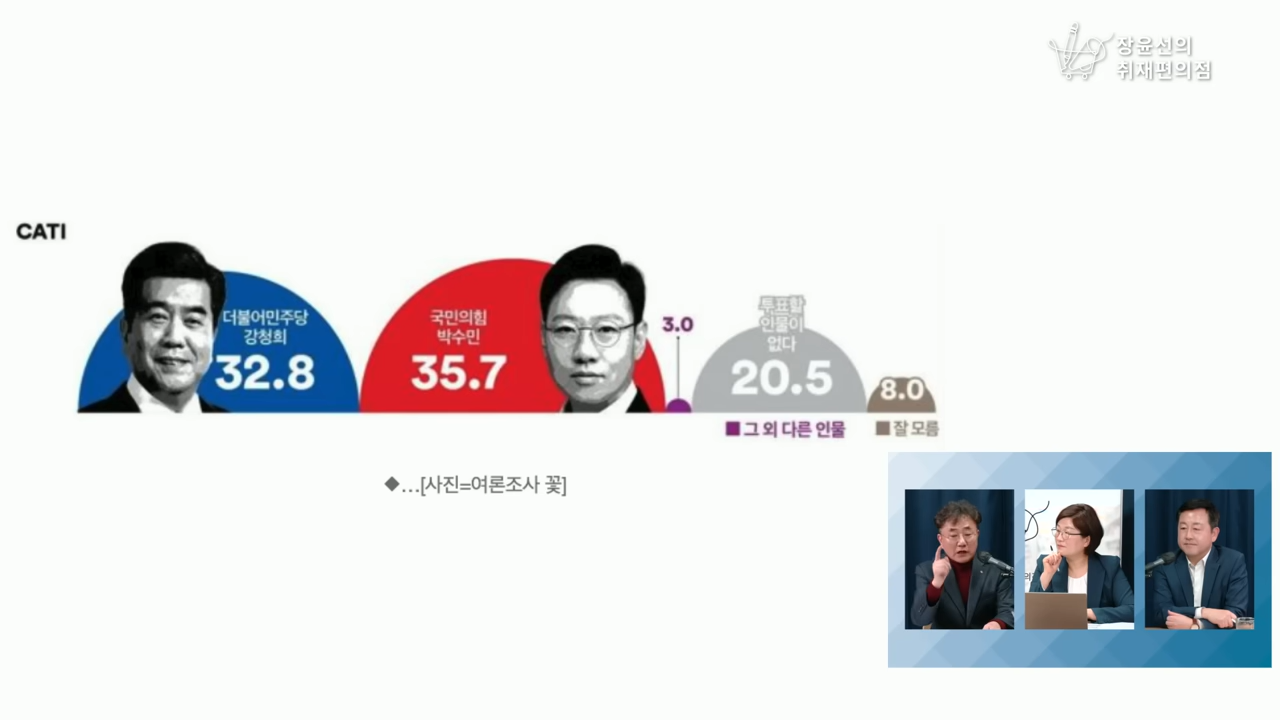 장윤선의
취재편의점
CATI
더불어민주당
강청희
32.8
국민의힘
박수민
35.7
3.0
투표할
인물이
없다
20.5
8.0
■ 그 외 다른 인물
■ 잘 모름
◆…[사진=여론조사 꽃]